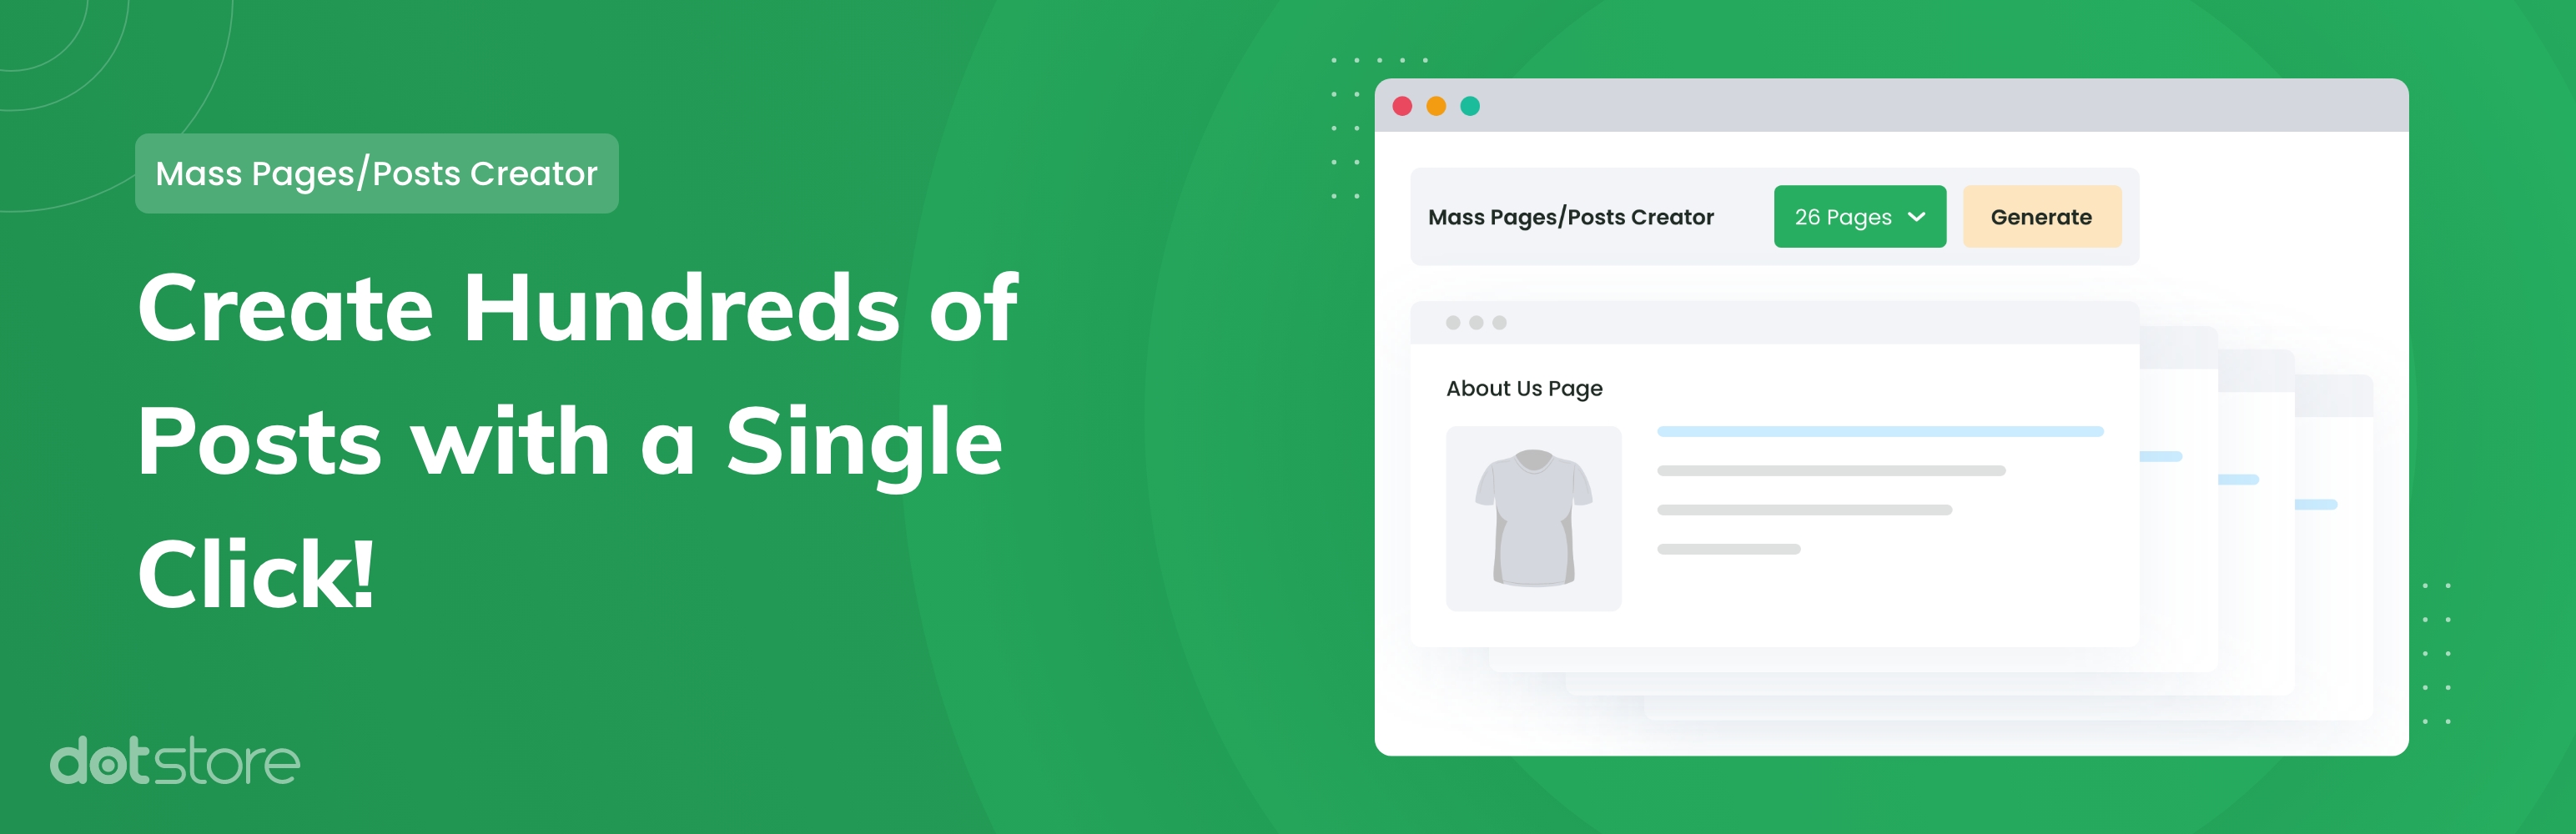 Mass Pages/Posts Creator
Create Hundreds of
Posts with a Single
Click!
dotstore
Mass Pages/Posts Creator
26 Pages
Generate
About Us Page